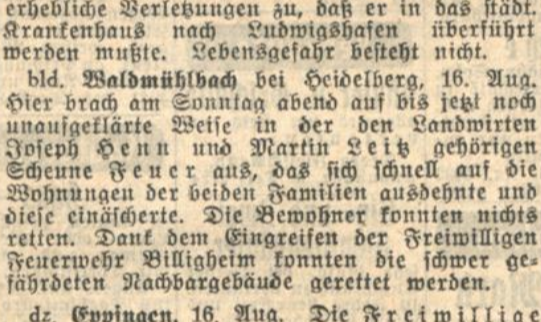 erhebliche Verletzungen zu, daß er in das städt.
Krankenhaus nach Ludwigshafen überführt
werden mußte. Lebensgefahr besteht nicht.
bld. Waldmühlbach bei Heidelberg, 16. Aug.
Hier brach am Sonntag abend auf bis jetzt noch
unaufgeklärte Weise in der den Landwirten
Joseph Henn und Martin Leitz gehörigen
Scheune Feuer aus, das sich schnell auf die
Wohnungen der beiden Familien ausdehnte und
diese einäscherte. Die Bewohner konnten nichts
retten. Dank dem Eingreifen der Freiwilligen
Feuerwehr Billigheim konnten die schwer ge-
fährdeten Nachbargebäude gerettet werden.
dz. Eppingen, 16. Aug. Die Freiwillige